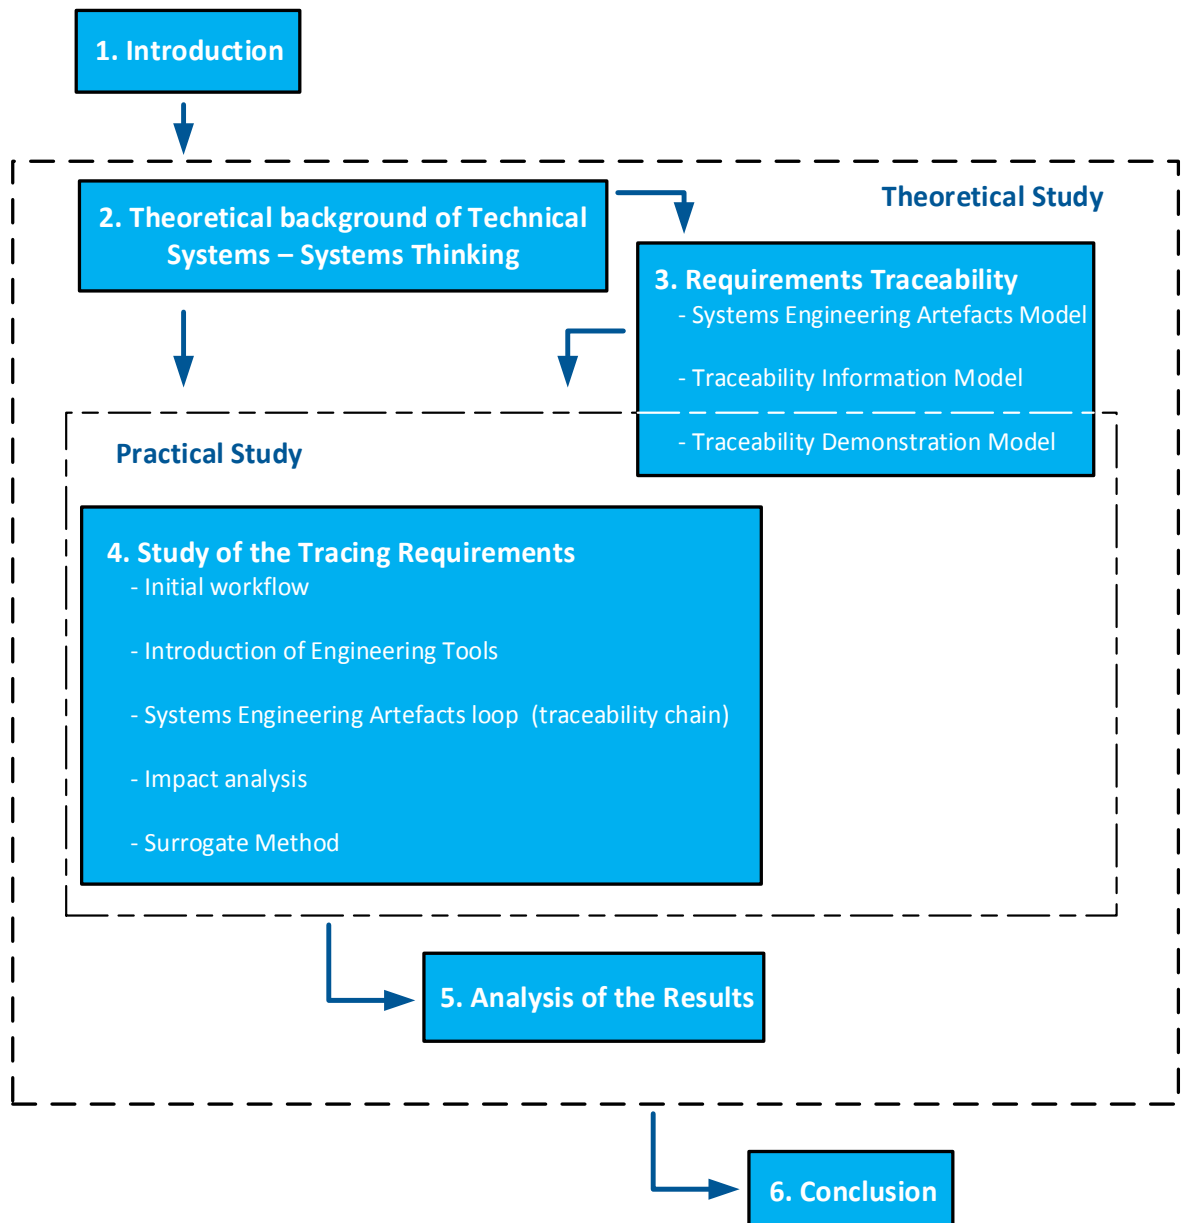 1. Introduction
Theoretical Study
2. Theoretical background of Technical
Systems – Systems Thinking
3. Requirements Traceability
- Systems Engineering Artefacts Model
- Traceability Information Model
- Traceability Demonstration Model
Practical Study
4. Study of the Tracing Requirements
- Initial workflow
- Introduction of Engineering Tools
- Systems Engineering Artefacts loop  (traceability chain)
- Impact analysis
- Surrogate Method
5. Analysis of the Results
6. Conclusion